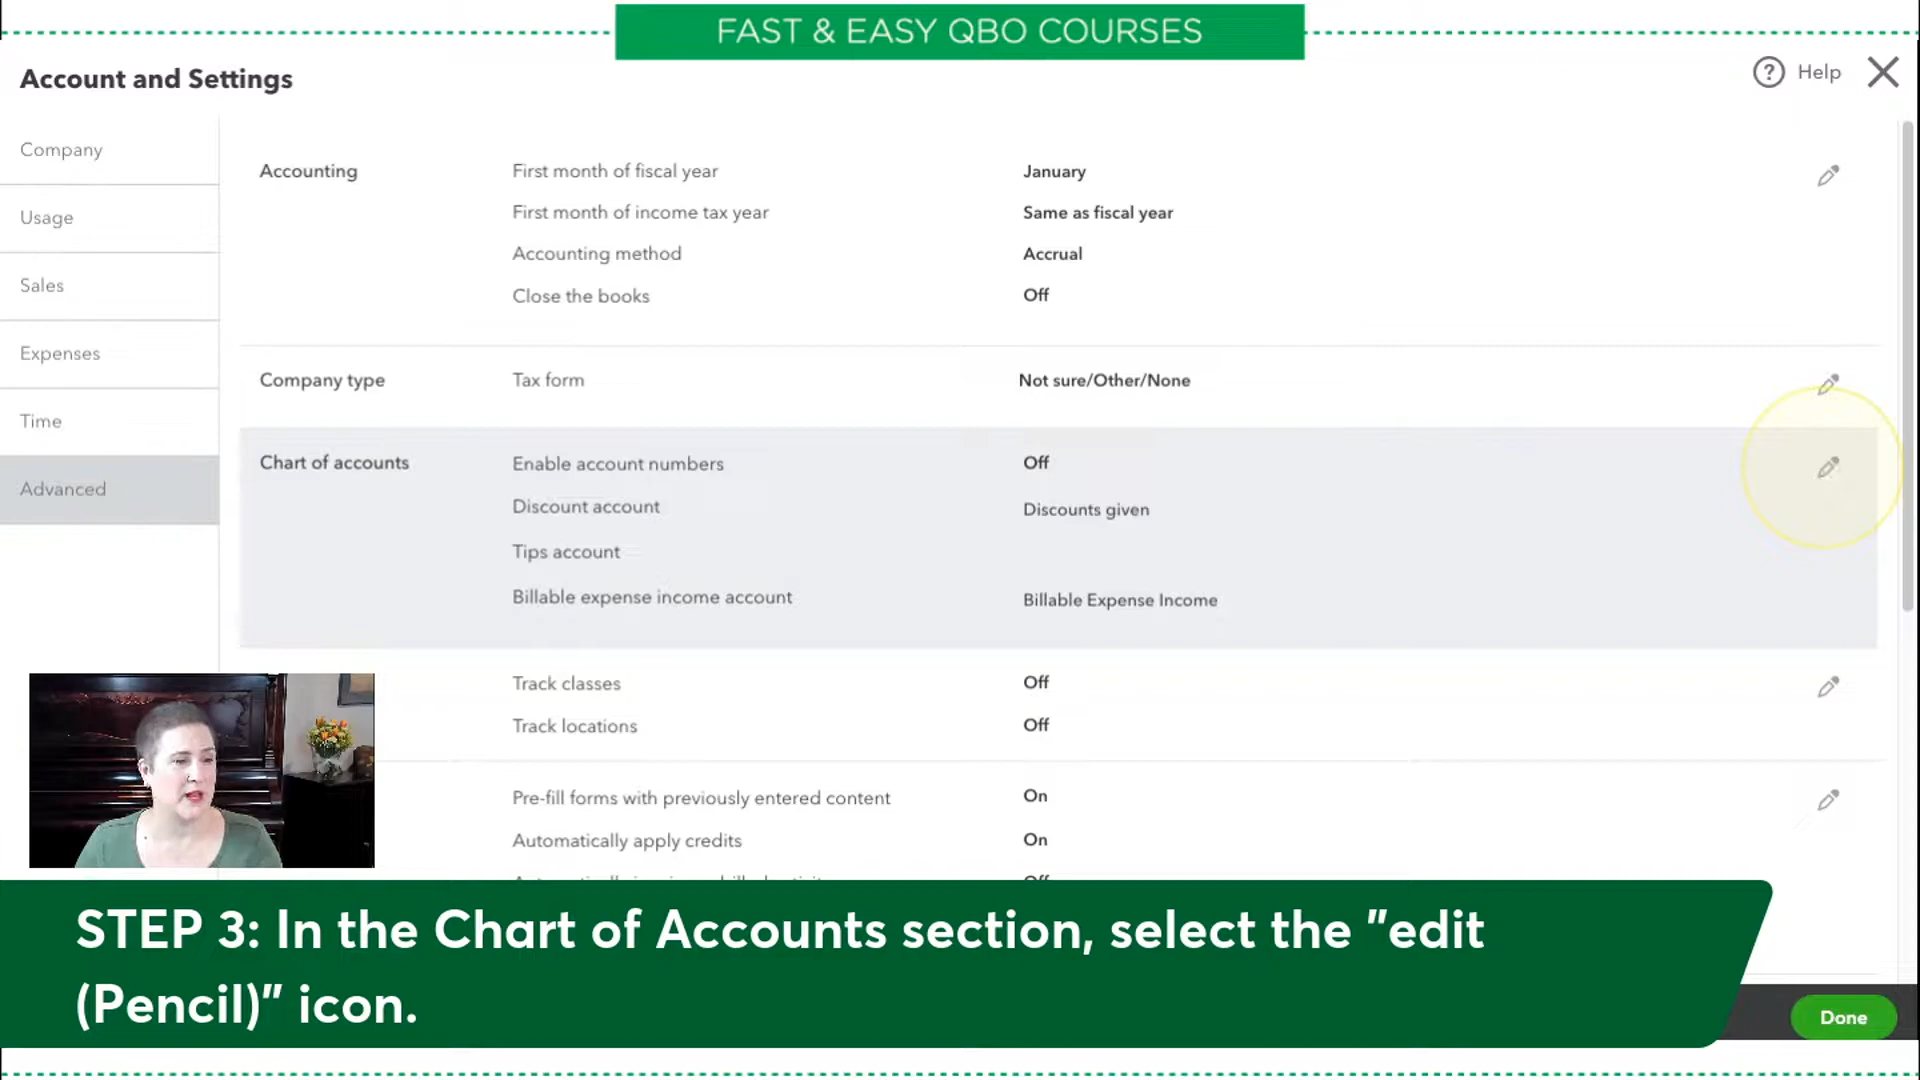 FAST & EASY QBO COURSES
Account and Settings
? Help
Company
Usage
Sales
Expenses
Time
Advanced
Accounting
First month of fiscal year January
First month of income tax year Same as fiscal year
Accounting method Accrual
Close the books Off
Company type Tax form Not sure/Other/None
Chart of accounts Enable account numbers Off
Discount account Discounts given
Tips account
Billable expense income account Billable Expense Income
Track classes Off
Track locations Off
Pre-fill forms with previously entered content On
Automatically apply credits On
STEP 3: In the Chart of Accounts section, select the "edit
(Pencil)" icon.
Done